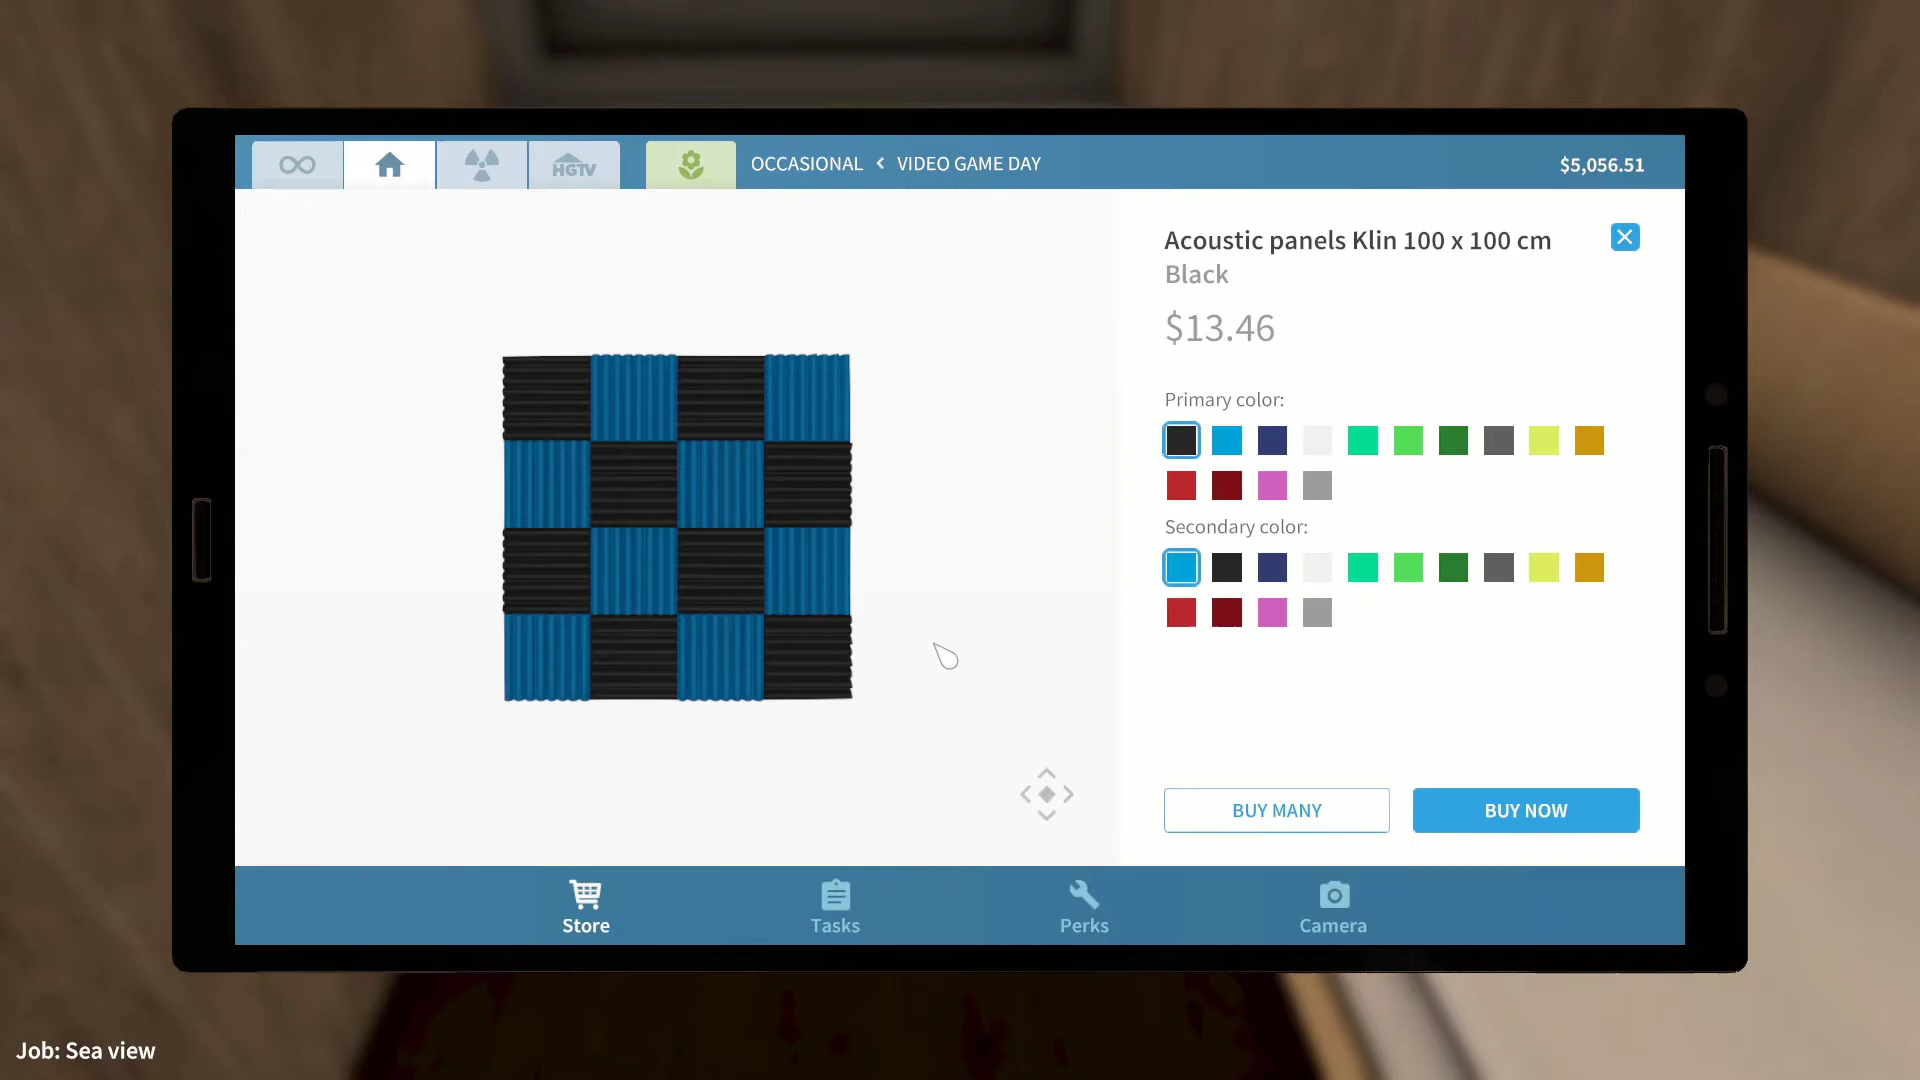 HGTV
OCCASIONAL < VIDEO GAME DAY
$5,056.51
Acoustic panels Klin 100 x 100 cm
Black
$13.46
Primary color:
Secondary color:
BUY MANY
BUY NOW
Store
Tasks
Perks
Camera
Job: Sea view